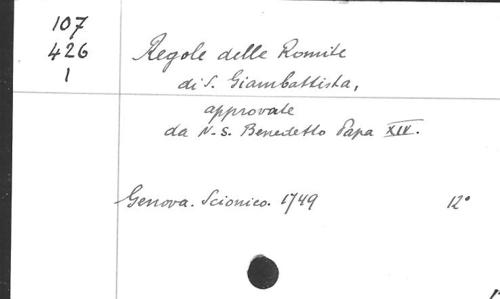 107
426
1
Regole delle Romite
di S. Giambattista,
approvate
da N. S. Benedetto Papa XIV.
Genova. Scionico. 1749 12°